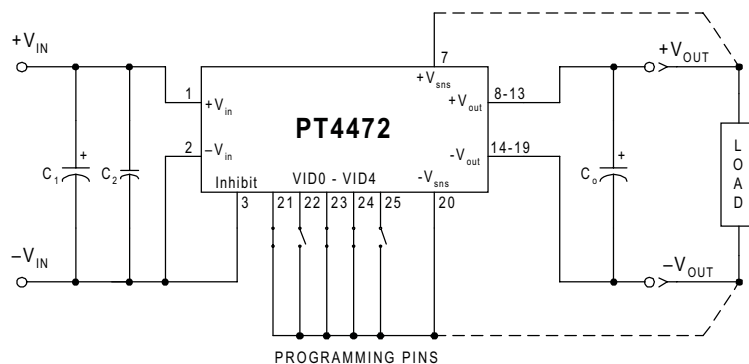 +VIN
7
+Vsns
+VOUT
1
+Vin
+Vout
8-13
PT4472
2
–Vin
-Vout
14-19
C1
+
C2
Inhibit
VID0 - VID4
-Vsns
Co
+
LOAD
3
21
22
23
24
25
20
–VIN
–VOUT
PROGRAMMING PINS